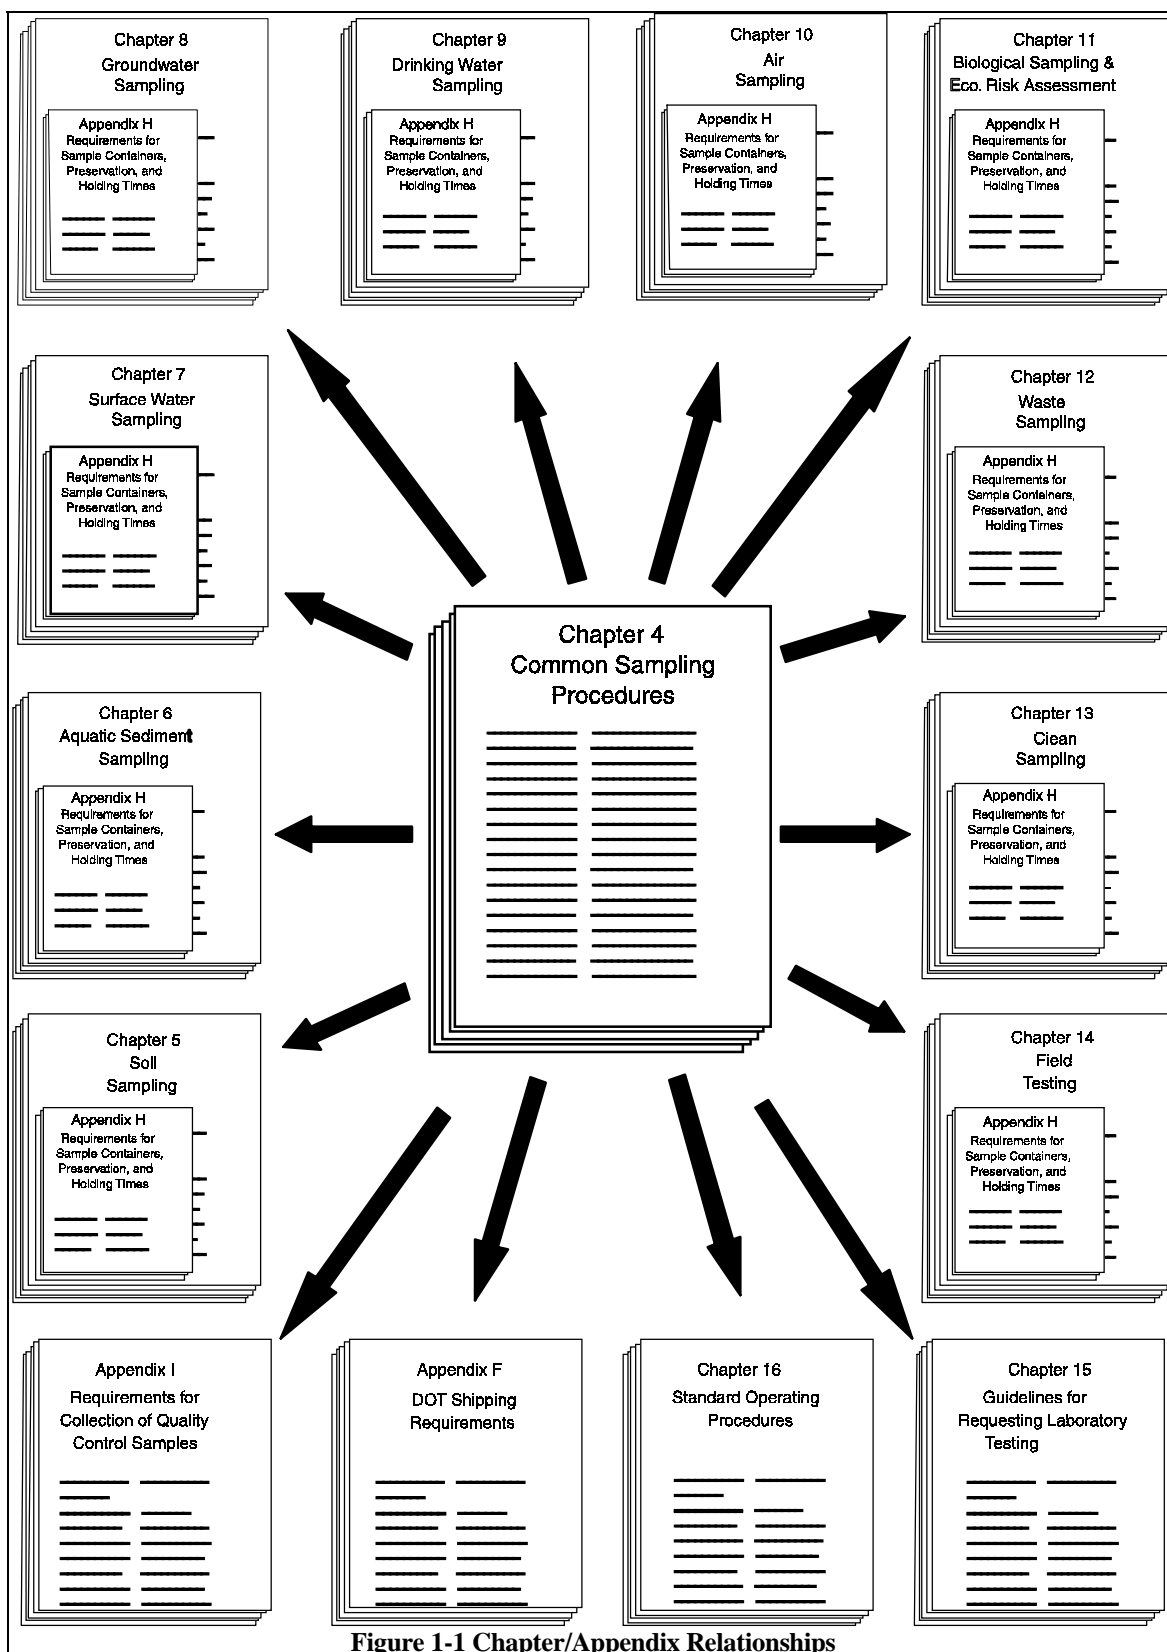 Chapter 8
Groundwater
Sampling
Appendix H
Requirements for
Sample Containers,
Preservation, and
Holding Times
Chapter 9
Drinking Water
Sampling
Appendix H
Requirements for
Sample Containers,
Preservation, and
Holding Times
Chapter 10
Air
Sampling
Appendix H
Requirements for
Sample Containers,
Preservation, and
Holding Times
Chapter 11
Biological Sampling &
Eco. Risk Assessment
Appendix H
Requirements for
Sample Containers,
Preservation, and
Holding Times
Chapter 7
Surface Water
Sampling
Appendix H
Requirements for
Sample Containers,
Preservation, and
Holding Times
Chapter 12
Waste
Sampling
Appendix H
Requirements for
Sample Containers,
Preservation, and
Holding Times
Chapter 4
Common Sampling
Procedures
Chapter 6
Aquatic Sediment
Sampling
Appendix H
Requirements for
Sample Containers,
Preservation, and
Holding Times
Chapter 13
Clean
Sampling
Appendix H
Requirements for
Sample Containers,
Preservation, and
Holding Times
Chapter 5
Soil
Sampling
Appendix H
Requirements for
Sample Containers,
Preservation, and
Holding Times
Chapter 14
Field
Testing
Appendix H
Requirements for
Sample Containers,
Preservation, and
Holding Times
Appendix I
Requirements for
Collection of Quality
Control Samples
Appendix F
DOT Shipping
Requirements
Chapter 16
Standard Operating
Procedures
Chapter 15
Guidelines for
Requesting Laboratory
Testing
Figure 1-1 Chapter/Appendix Relationships